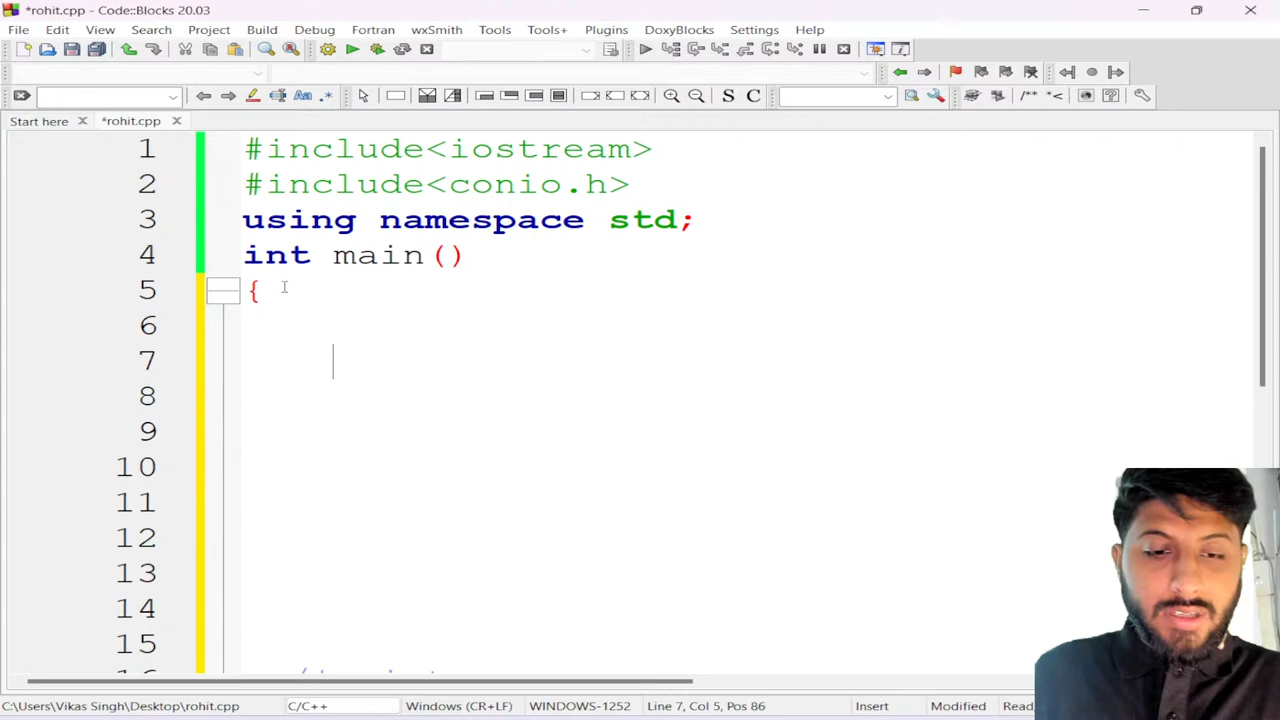 *rohit.cpp - Code::Blocks 20.03
File Edit View Search Project Build Debug Fortran wxSmith Tools Tools+ Plugins DoxyBlocks Settings Help
S C /** *<
Start here *rohit.cpp
1 #include<iostream>
2 #include<conio.h>
3 using namespace std;
4 int main()
5 {
6
7
8
9
10
11
12
13
14
15
C:\Users\Vikas Singh\Desktop\rohit.cpp C/C++ Windows (CR+LF) WINDOWS-1252 Line 7, Col 5, Pos 86 Insert Modified Read